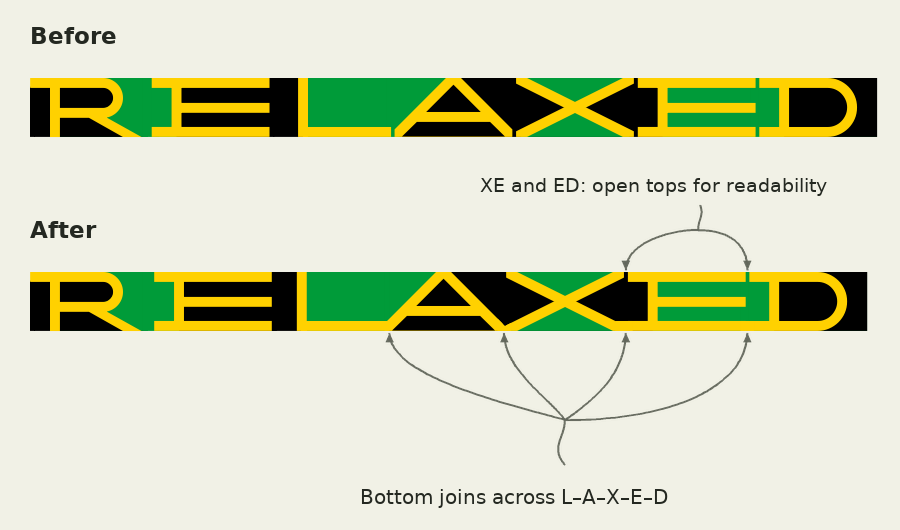 Before
RELAXED
XE and ED: open tops for readability
After
RELAXED
Bottom joins across L–A–X–E–D